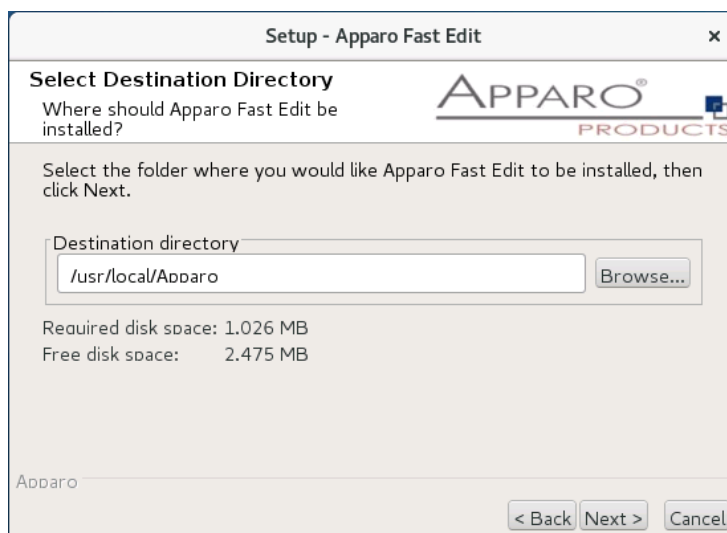 Setup - Apparo Fast Edit
Select Destination Directory
Where should Apparo Fast Edit be
installed?
APPARO®
PRODUCTS
Select the folder where you would like Apparo Fast Edit to be installed, then
click Next.
Destination directory
/usr/local/Apparo
Browse...
Required disk space: 1.026 MB
Free disk space: 2.475 MB
Apparo
< Back Next > Cancel